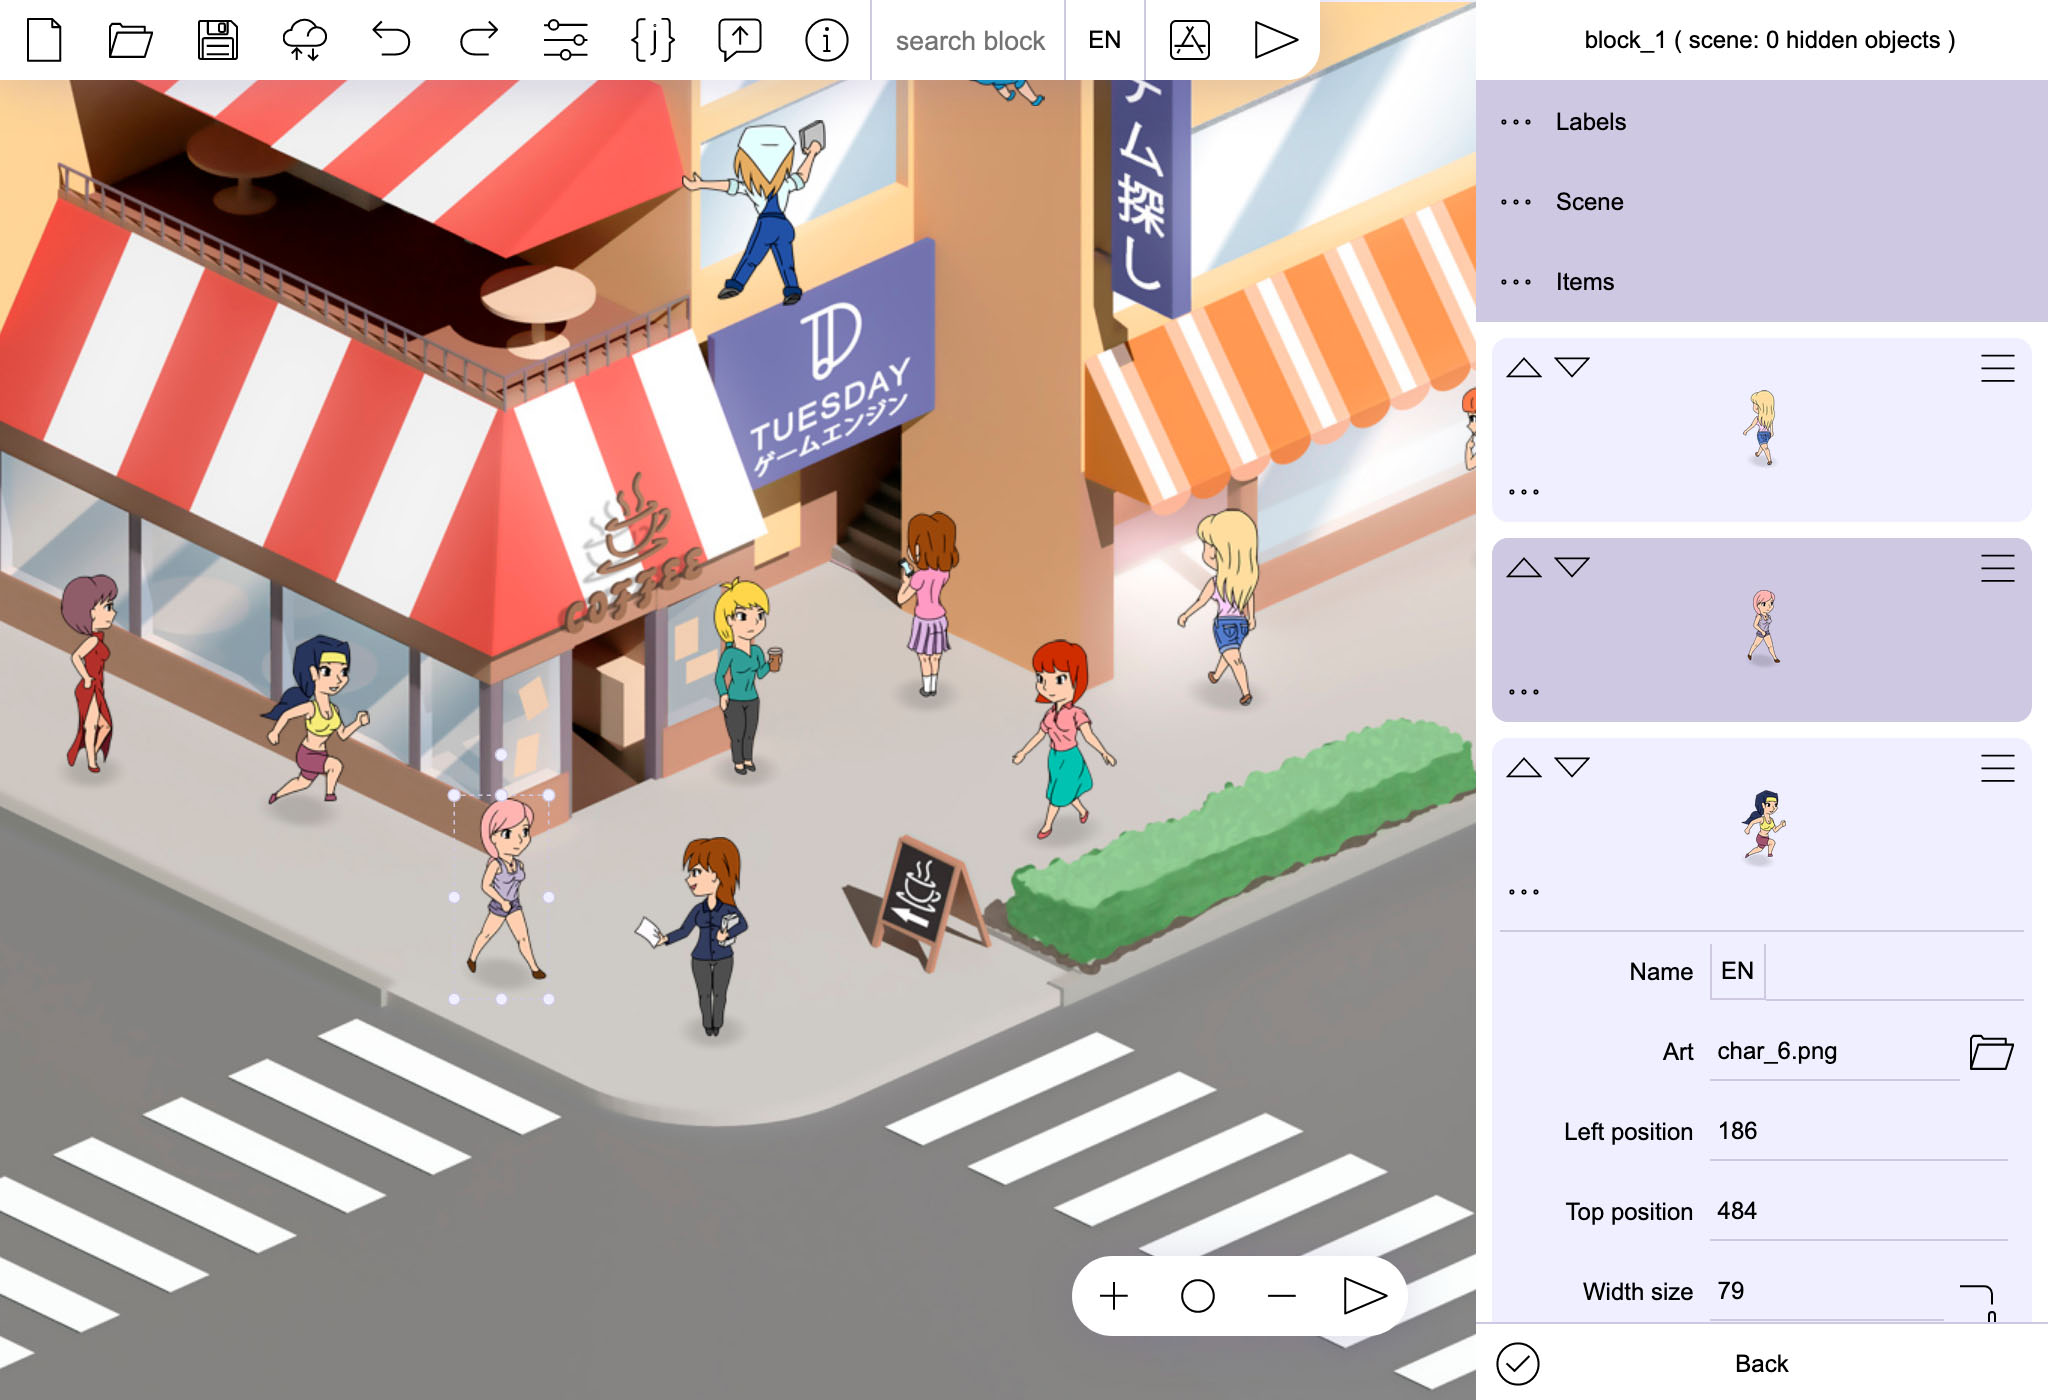 search block
EN
block_1 ( scene: 0 hidden objects )
Labels
Scene
Items
ム探し
TUESDAY
ゲームエンジン
COFFEE
Name
EN
Art
char_6.png
Left position
186
Top position
484
Width size
79
Back